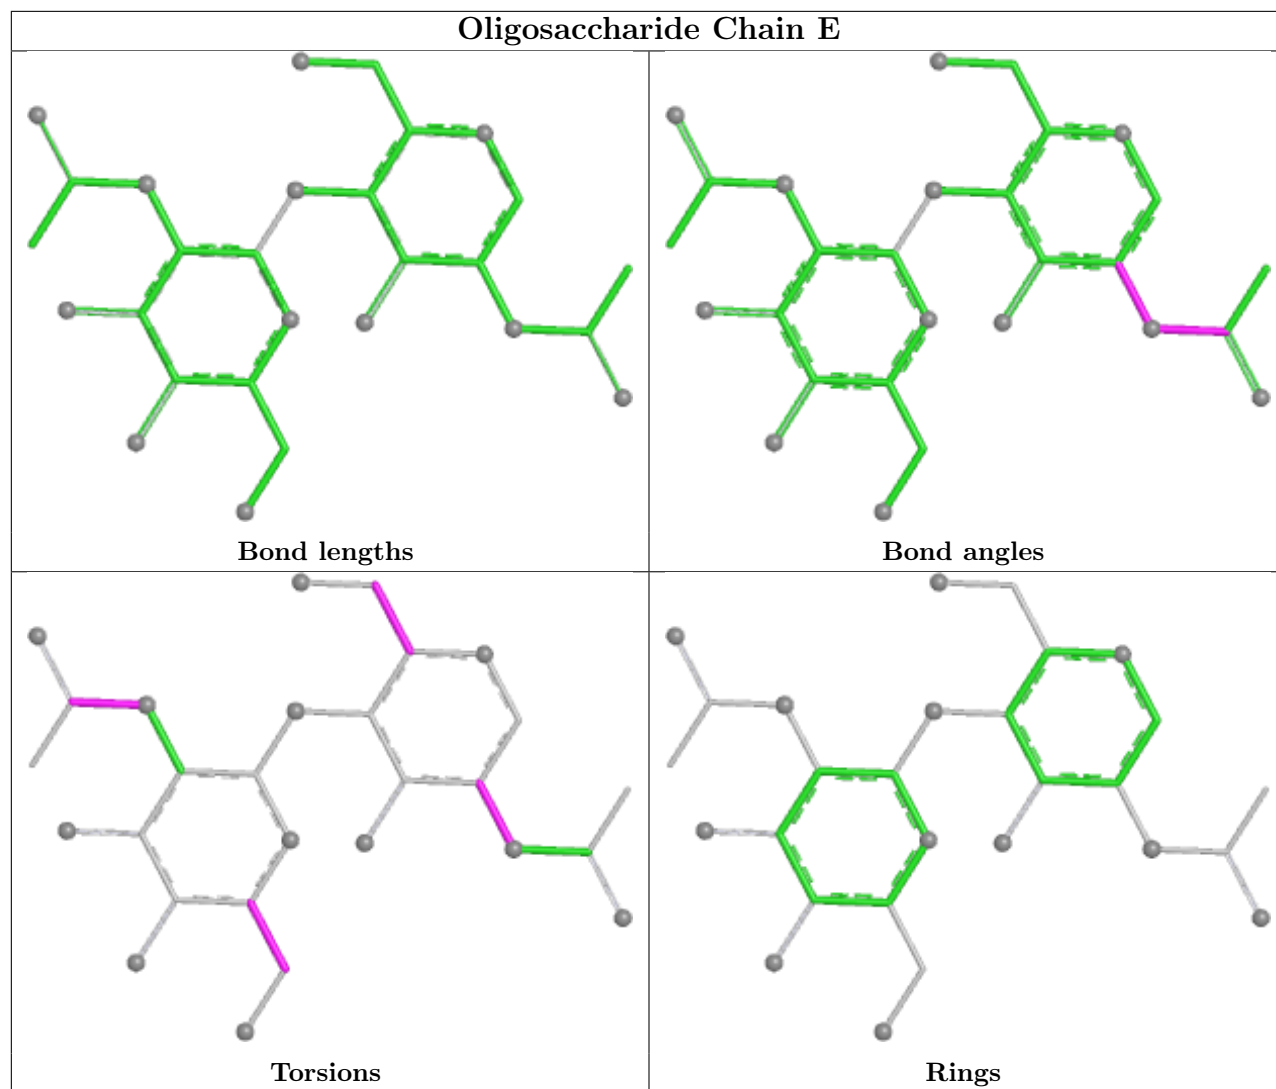 Oligosaccharide Chain E
Bond lengths
Bond angles
Torsions
Rings